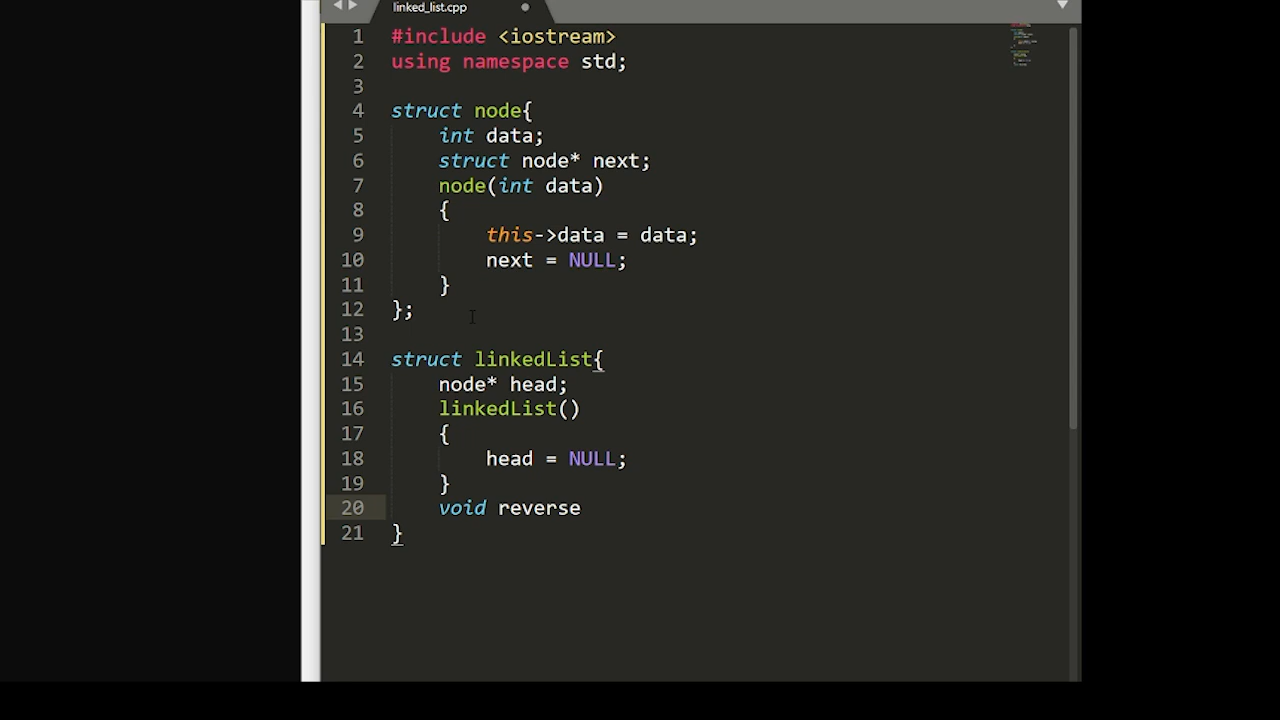 linked_list.cpp
1 #include <iostream>
2 using namespace std;
3
4 struct node{
5 int data;
6 struct node* next;
7 node(int data)
8 {
9 this->data = data;
10 next = NULL;
11 }
12 };
13
14 struct linkedList{
15 node* head;
16 linkedList()
17 {
18 head = NULL;
19 }
20 void reverse
21 }